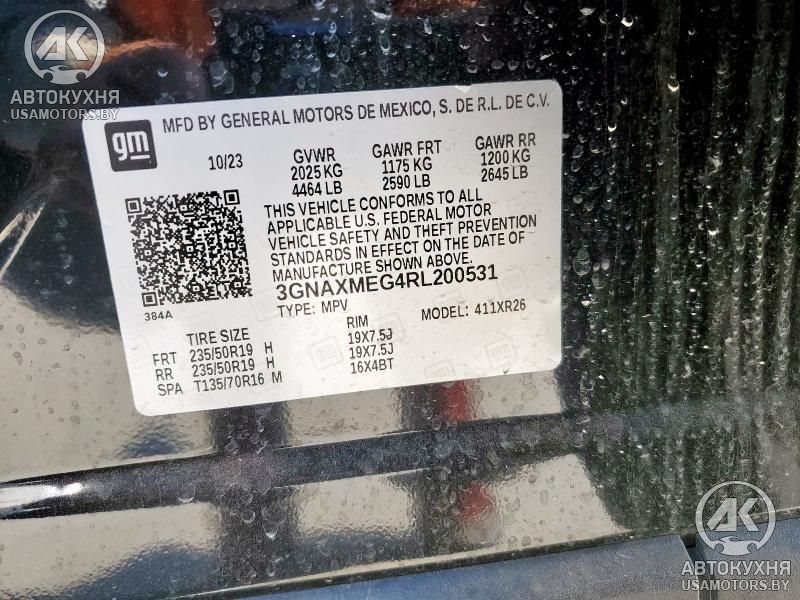 АК
АВТОКУХНЯ
USAMOTORS.BY
gm
MFD BY GENERAL MOTORS DE MEXICO, S. DE R.L. DE C.V.
10/23 GVWR GAWR FRT GAWR RR
2025 KG 1175 KG 1200 KG
4464 LB 2590 LB 2645 LB
THIS VEHICLE CONFORMS TO ALL
APPLICABLE U.S. FEDERAL MOTOR
VEHICLE SAFETY AND THEFT PREVENTION
STANDARDS IN EFFECT ON THE DATE OF
MANUFACTURE SHOWN ABOVE.
3GNAXMEG4RL200531
384A
TYPE: MPV MODEL: 411XR26
TIRE SIZE RIM
FRT 235/50R19 H 19X7.5J
RR 235/50R19 H 19X7.5J
SPA T135/70R16 M 16X4BT
АК
АВТОКУХНЯ
USAMOTORS.BY